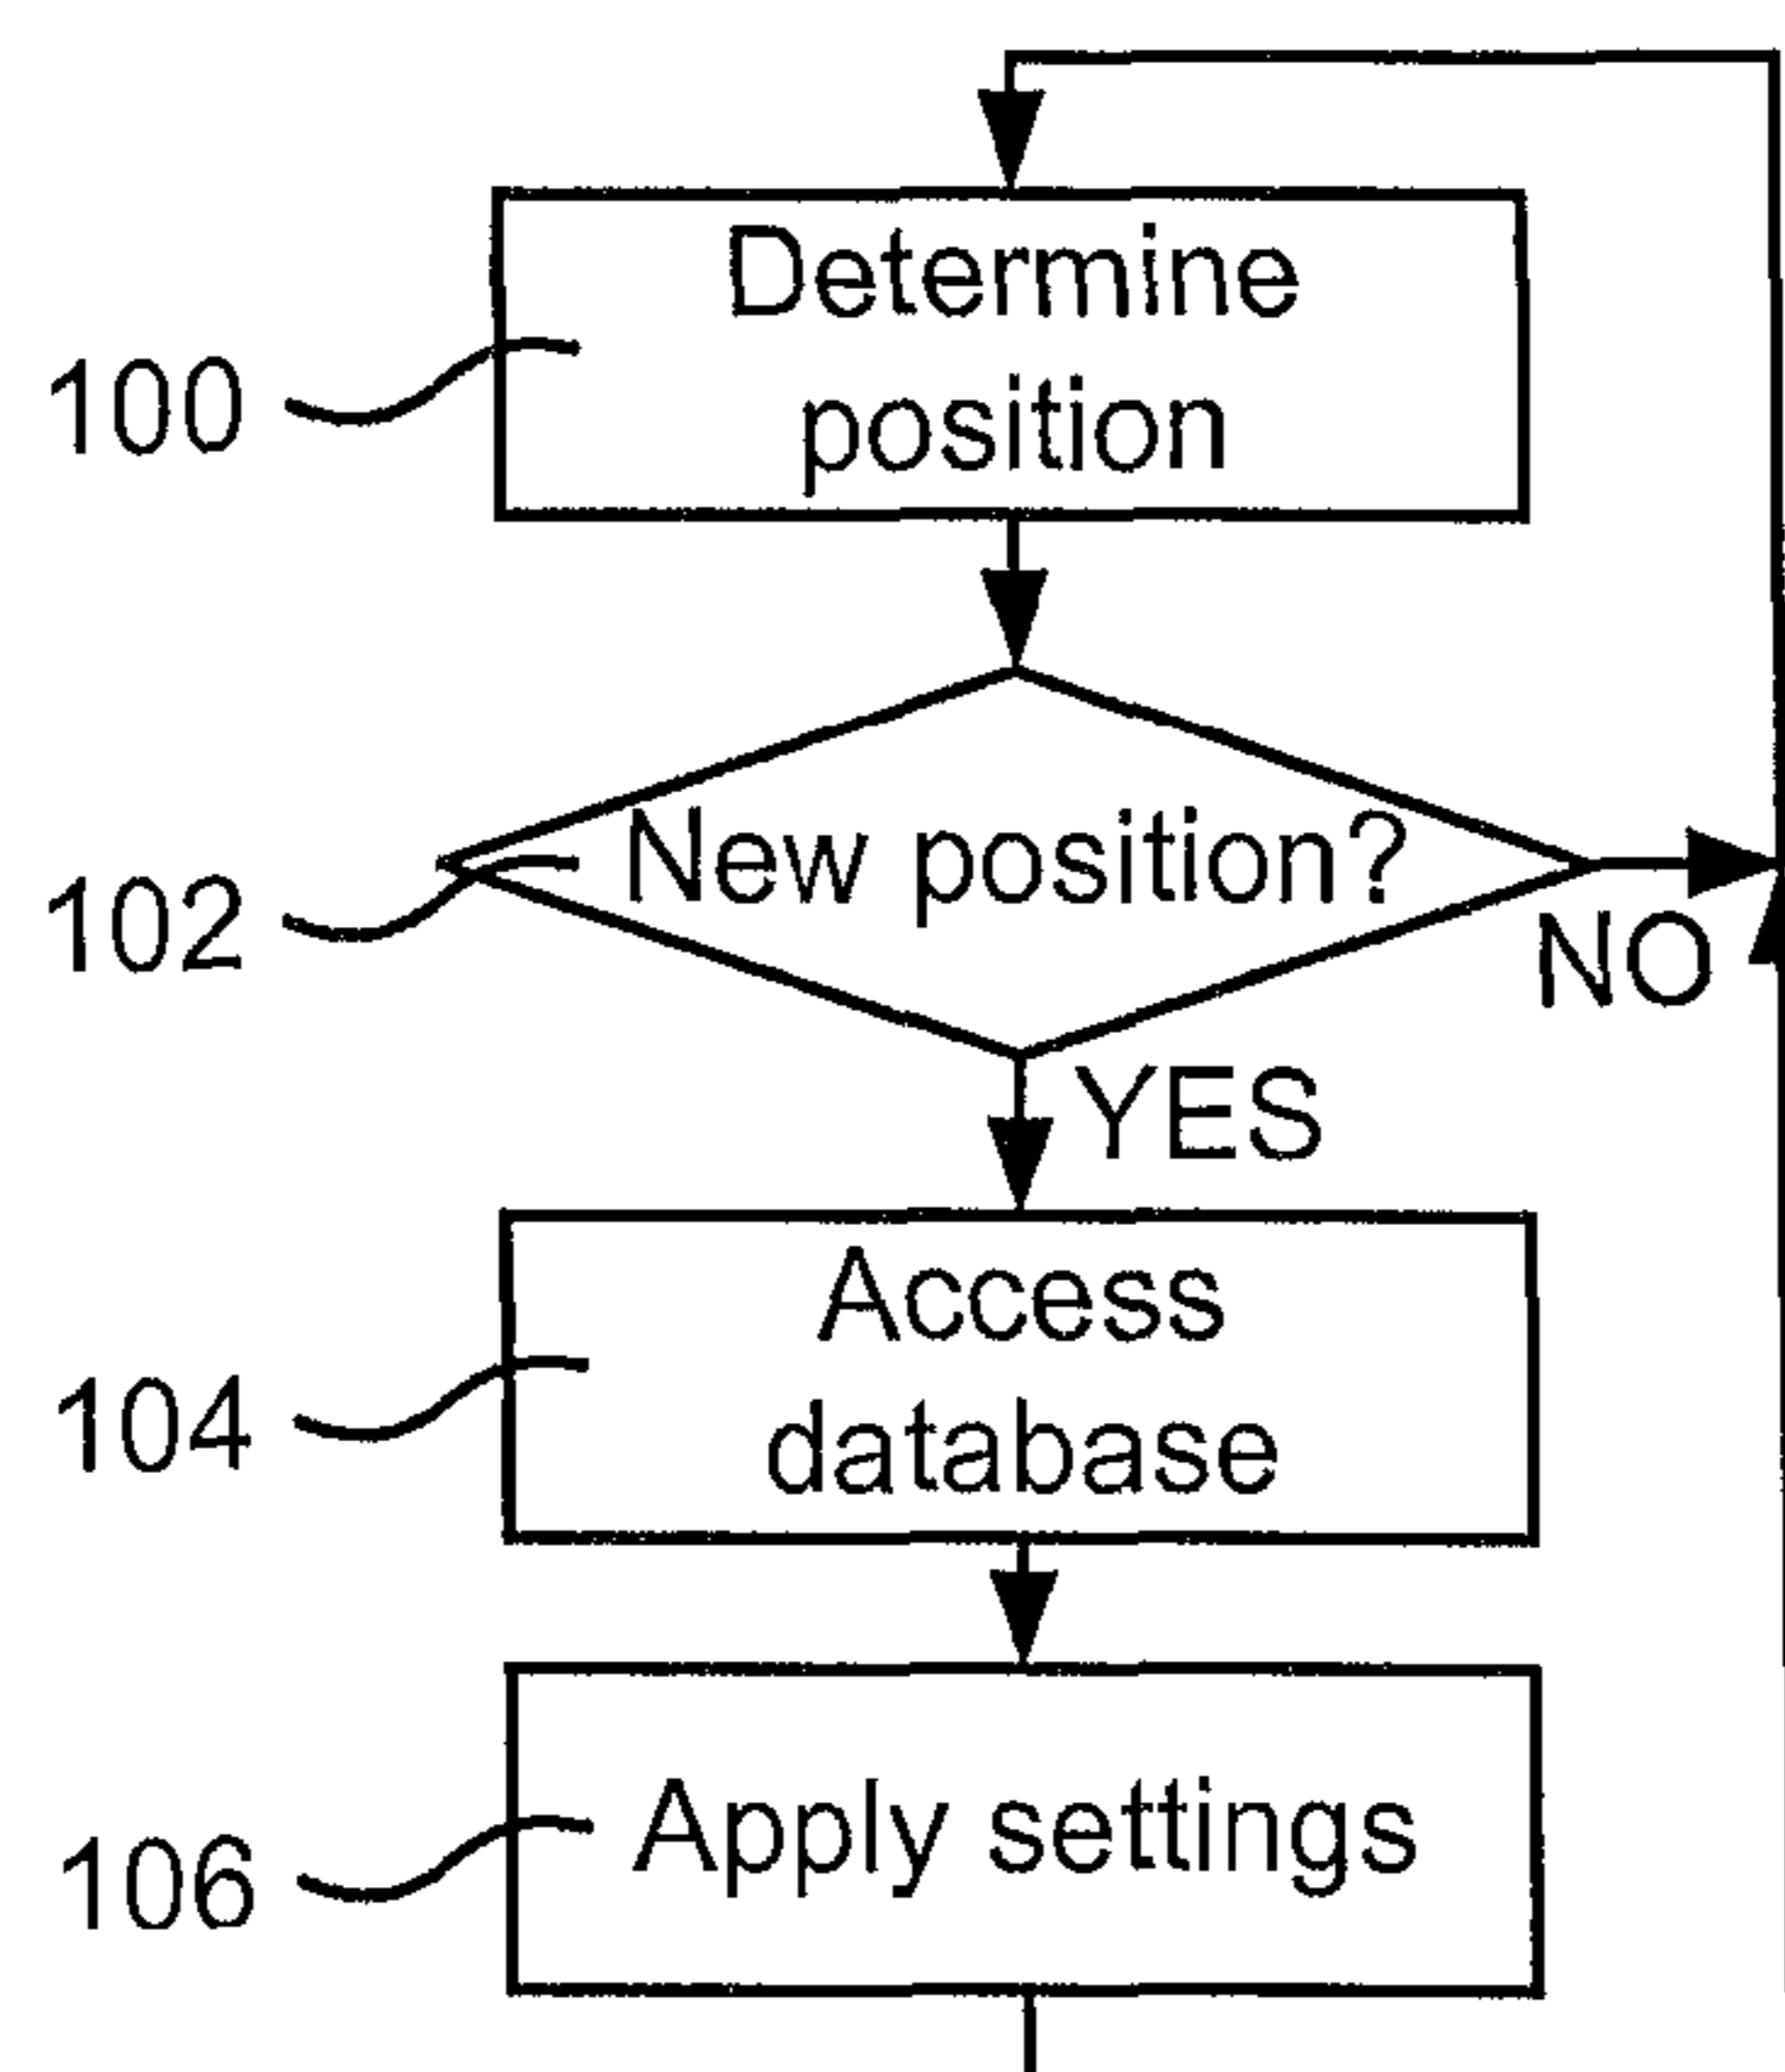 Determine
position
100
New position?
102
NO
YES
Access
database
104
Apply settings
106